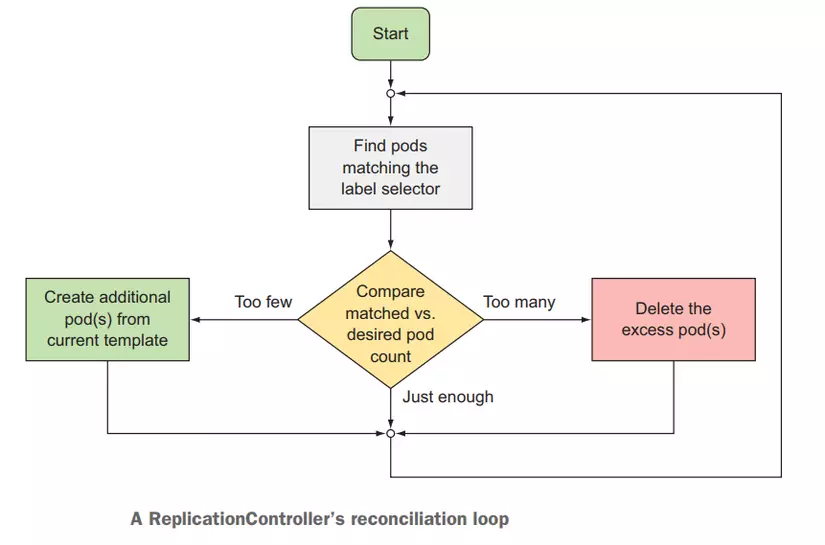 Start
Find pods
matching the
label selector
Create additional
pod(s) from
current template
Too few
Compare
matched vs.
desired pod
count
Too many
Delete the
excess pod(s)
Just enough
A ReplicationController’s reconciliation loop